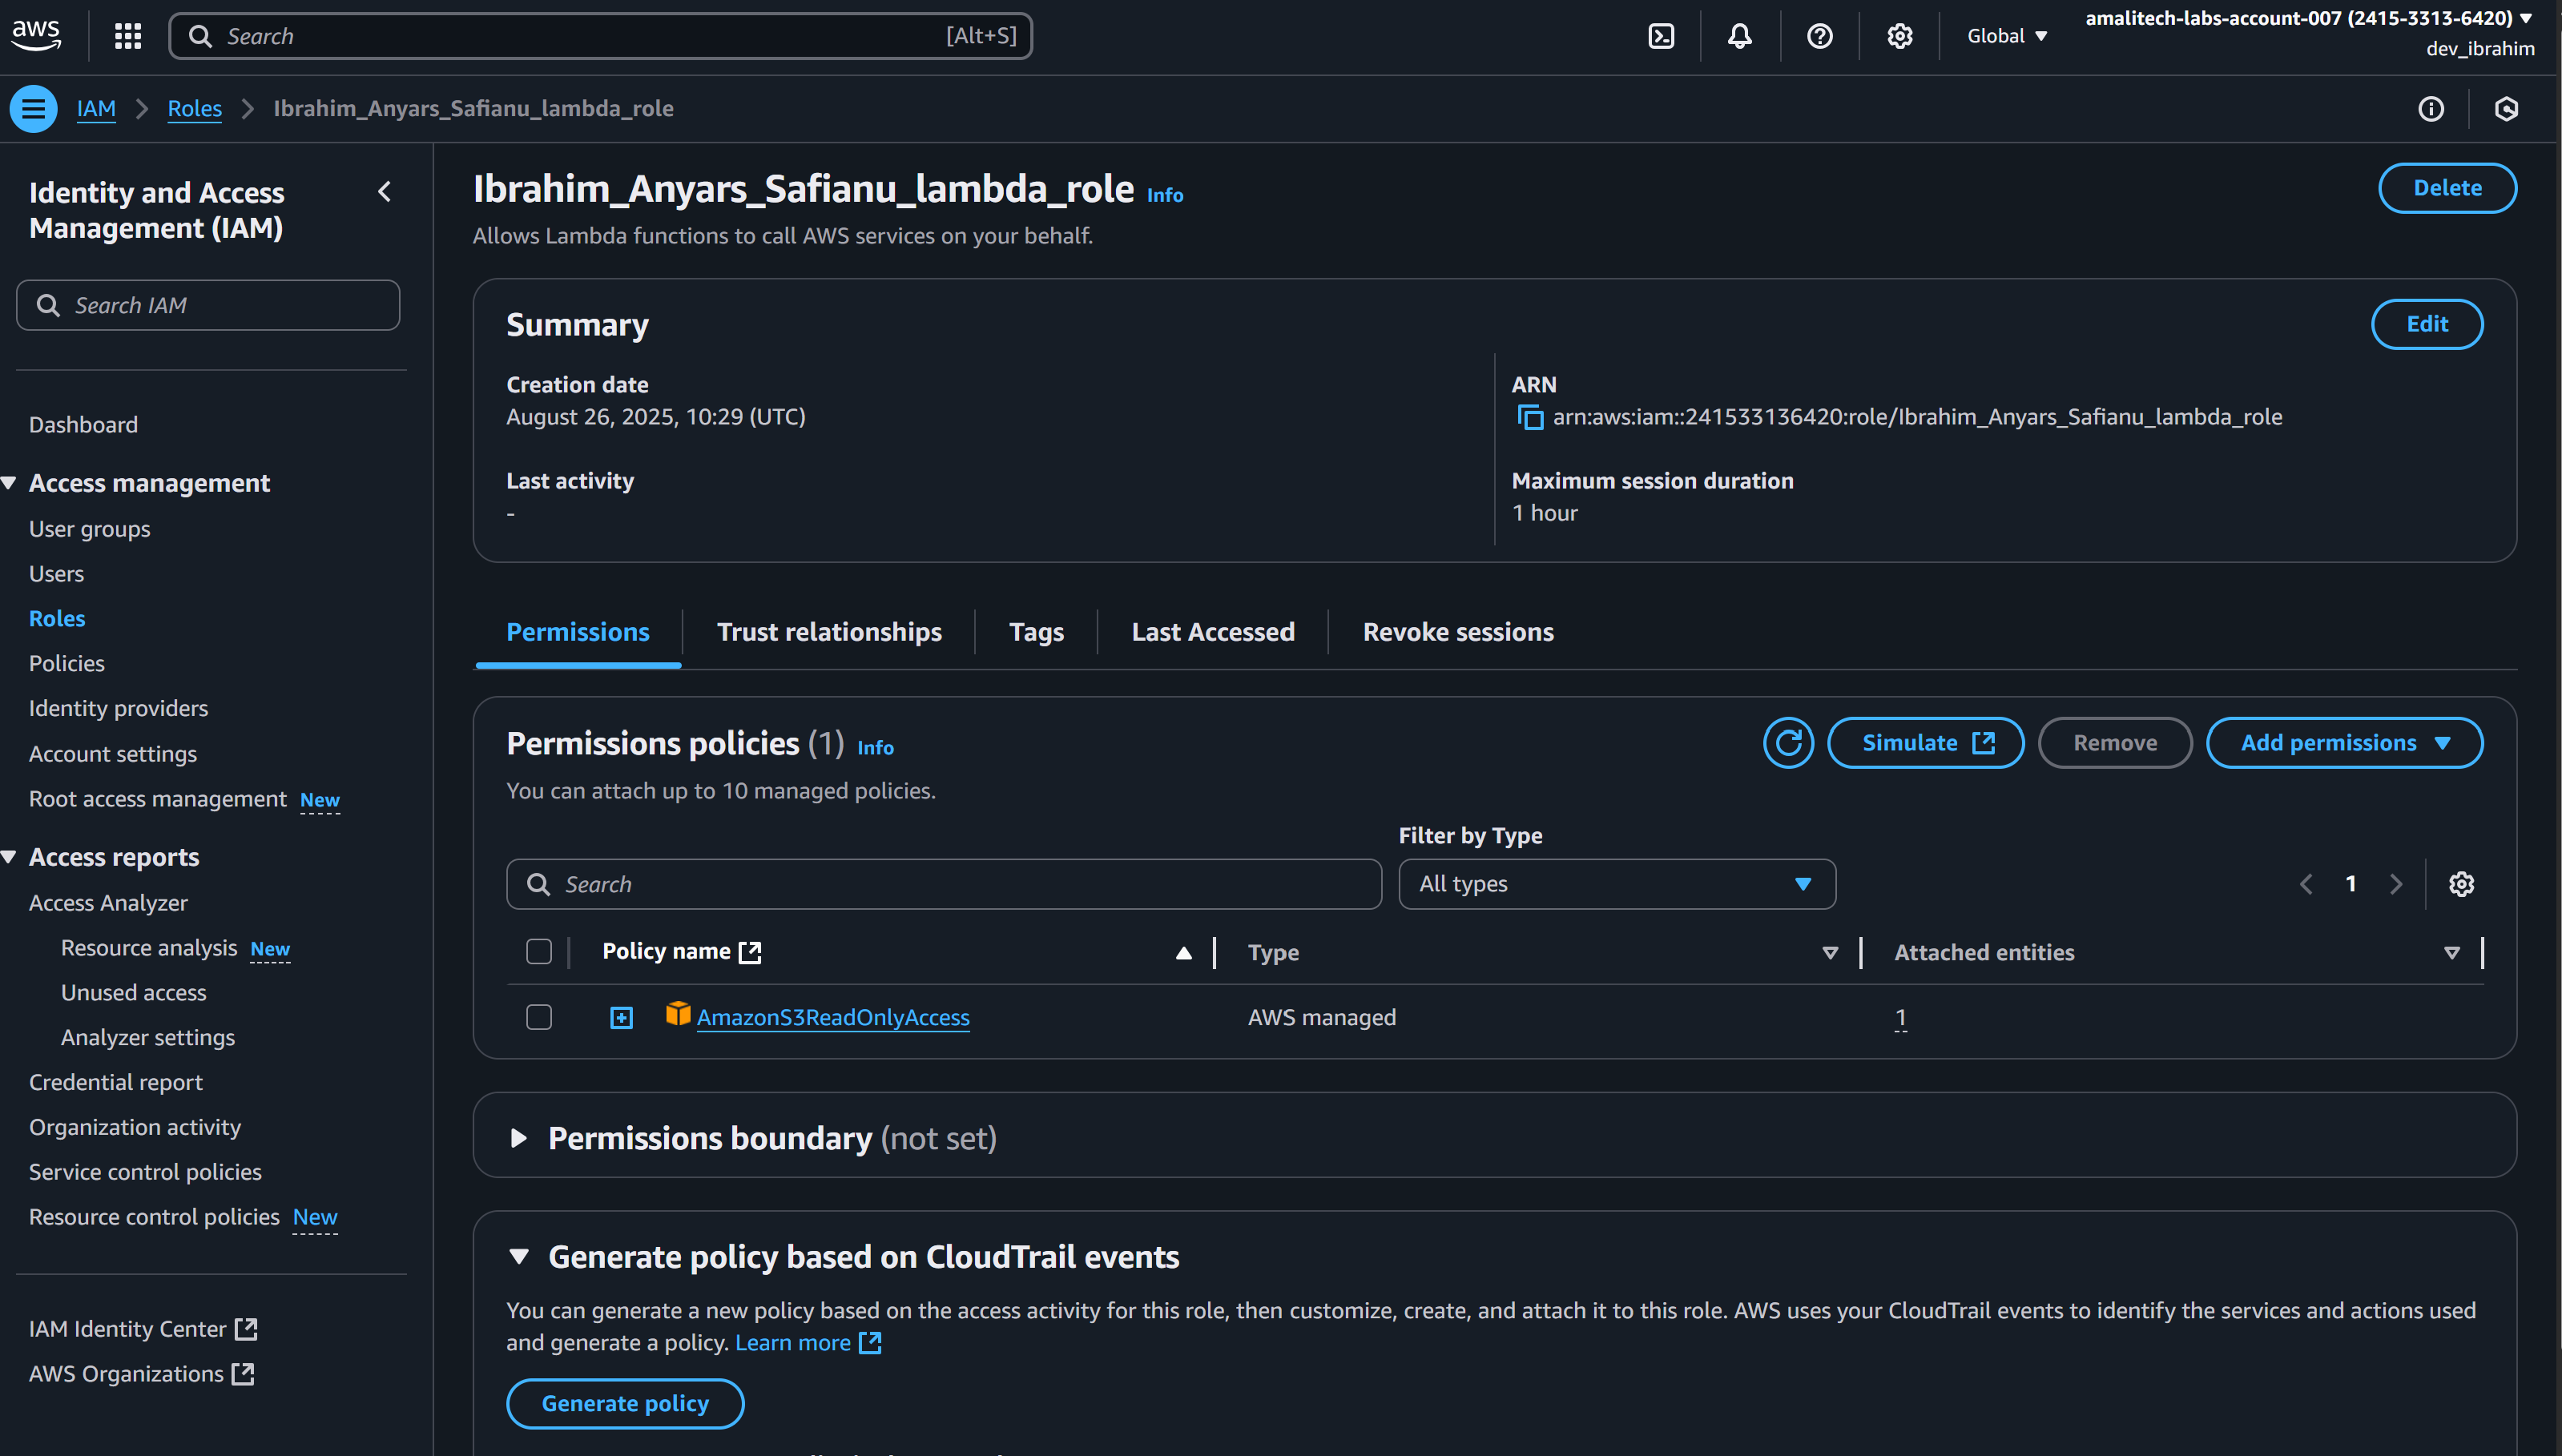 aws
Search
[Alt+S]
Global
amalitech-labs-account-007 (2415-3313-6420)
dev_ibrahim
IAM
Roles
Ibrahim_Anyars_Safianu_lambda_role
Identity and Access
Management (IAM)
Search IAM
Dashboard
Access management
User groups
Users
Roles
Policies
Identity providers
Account settings
Root access management New
Access reports
Access Analyzer
Resource analysis New
Unused access
Analyzer settings
Credential report
Organization activity
Service control policies
Resource control policies New
IAM Identity Center
AWS Organizations
Ibrahim_Anyars_Safianu_lambda_role Info
Delete
Allows Lambda functions to call AWS services on your behalf.
Summary
Edit
Creation date
August 26, 2025, 10:29 (UTC)
ARN
arn:aws:iam::241533136420:role/Ibrahim_Anyars_Safianu_lambda_role
Last activity
-
Maximum session duration
1 hour
Permissions
Trust relationships
Tags
Last Accessed
Revoke sessions
Permissions policies (1) Info
Simulate
Remove
Add permissions
You can attach up to 10 managed policies.
Filter by Type
Search
All types
1
Policy name
Type
Attached entities
AmazonS3ReadOnlyAccess
AWS managed
1
Permissions boundary (not set)
Generate policy based on CloudTrail events
You can generate a new policy based on the access activity for this role, then customize, create, and attach it to this role. AWS uses your CloudTrail events to identify the services and actions used
and generate a policy. Learn more
Generate policy